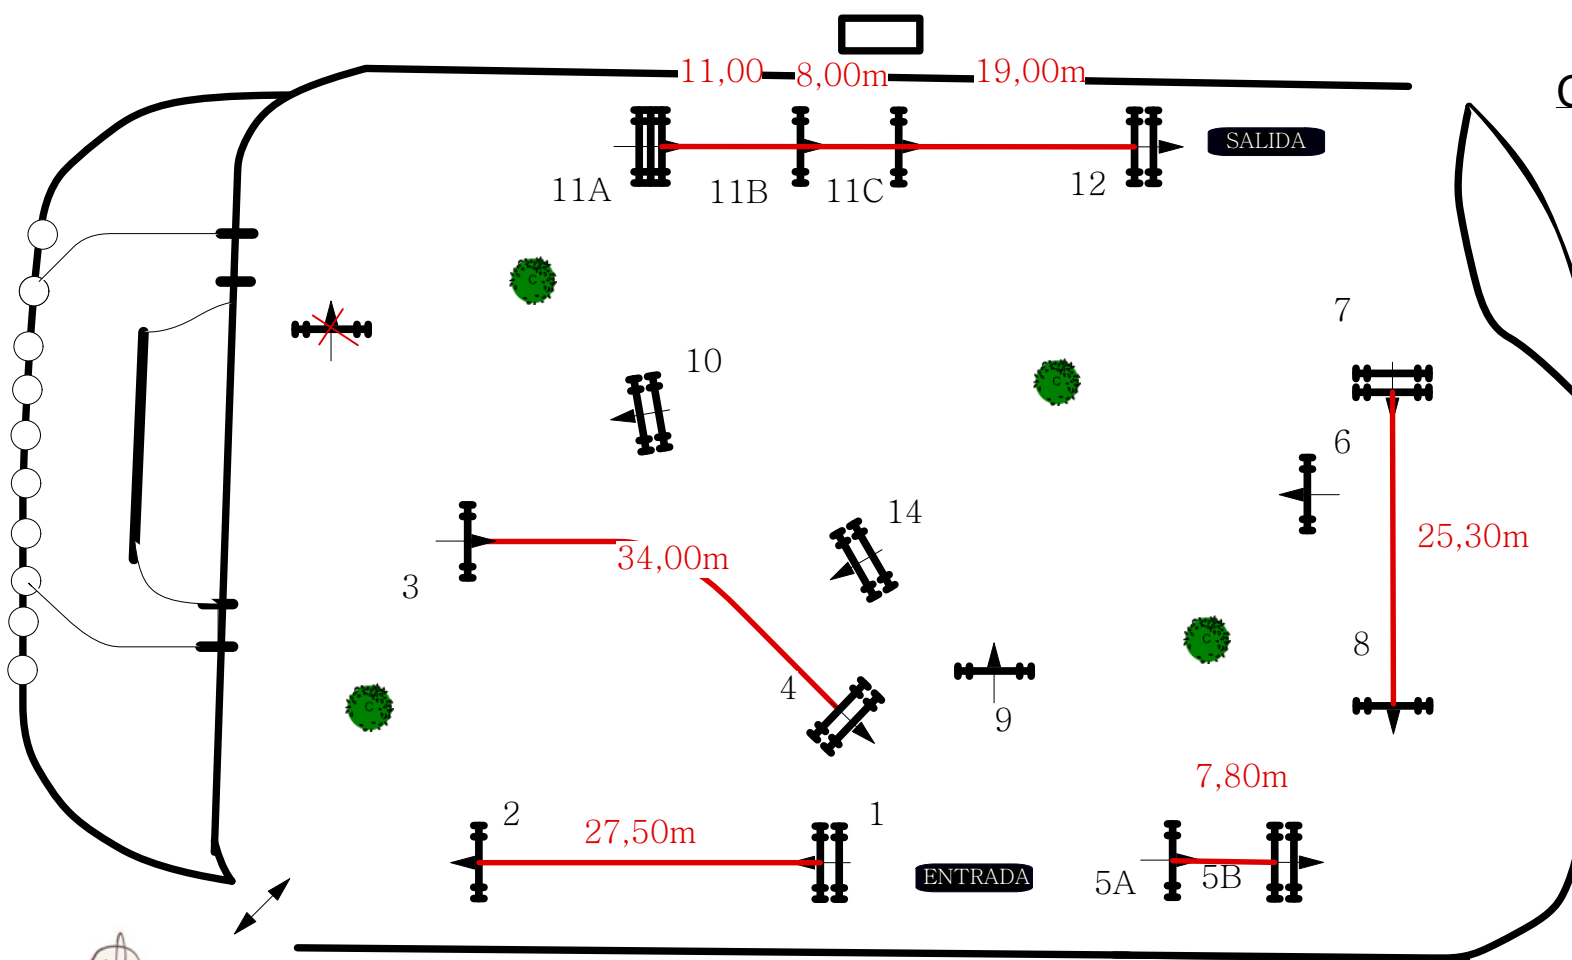 11,00 8,00m 19,00m
SALIDA
11A 11B 11C 12
C
7
10
C
6
14
25,30m
34,00m
3
C
8
4
C
9
7,80m
2 27,50m 1
ENTRADA
5A 5B